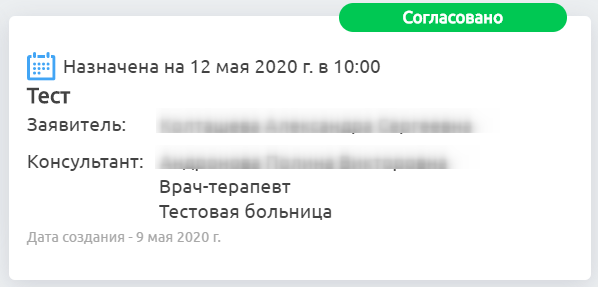 Согласовано
Назначена на 12 мая 2020 г. в 10:00
Тест
Заявитель:
Консультант:
Врач-терапевт
Тестовая больница
Дата создания - 9 мая 2020 г.